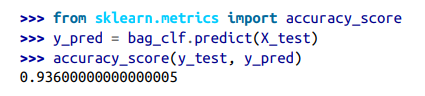 >>> from sklearn.metrics import accuracy_score
>>> y_pred = bag_clf.predict(X_test)
>>> accuracy_score(y_test, y_pred)
0.93600000000000005